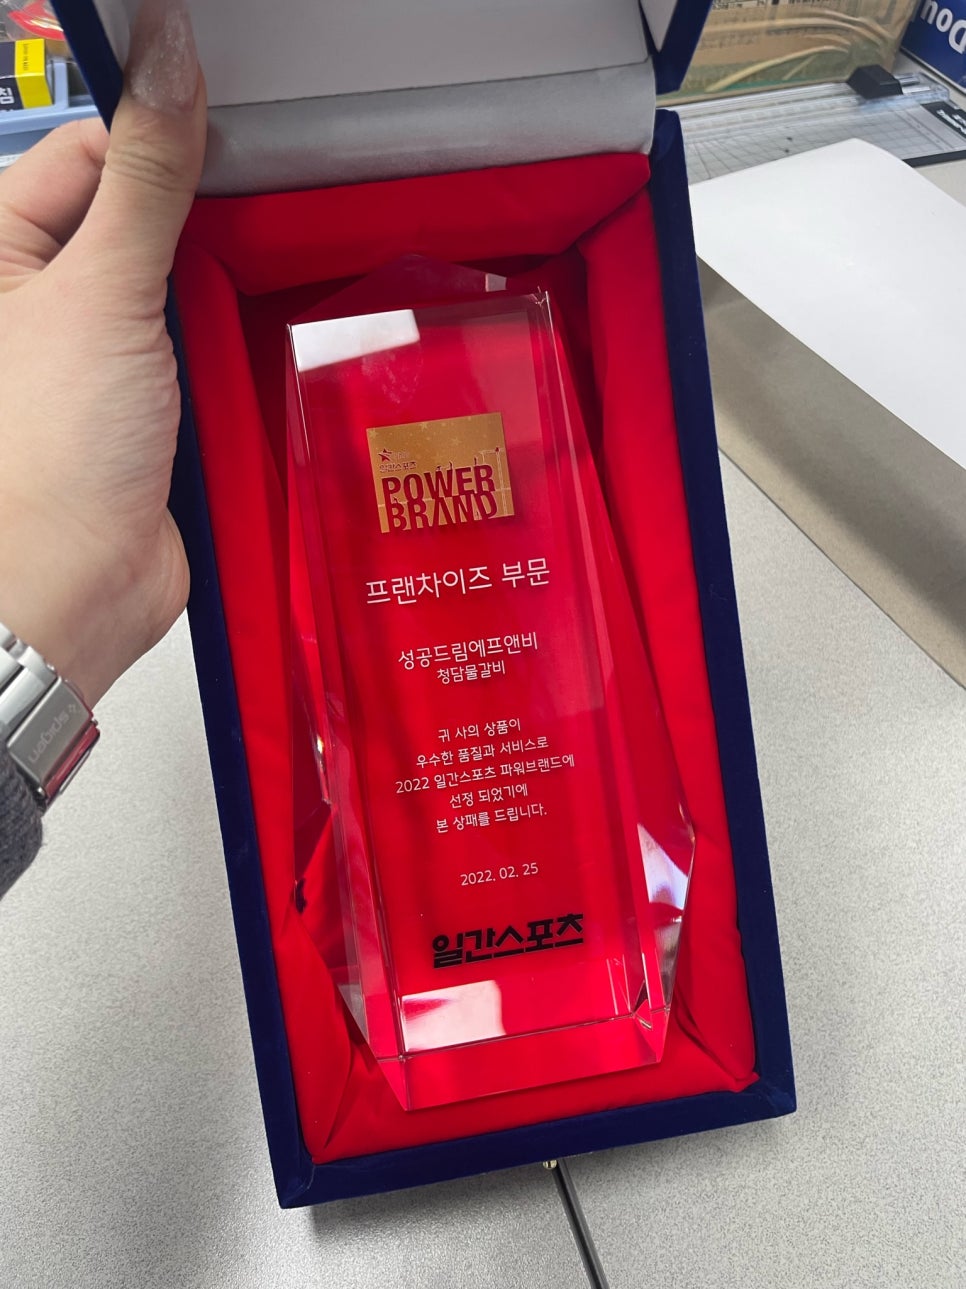 침
Don
일간스포츠
POWER
BRAND
프랜차이즈 부문
성공드림에프앤비
청담물갈비
귀 사의 상품이
우수한 품질과 서비스로
2022 일간스포츠 파워브랜드에
선정 되었기에
본 상패를 드립니다.
2022. 02. 25
일간스포츠
spigen